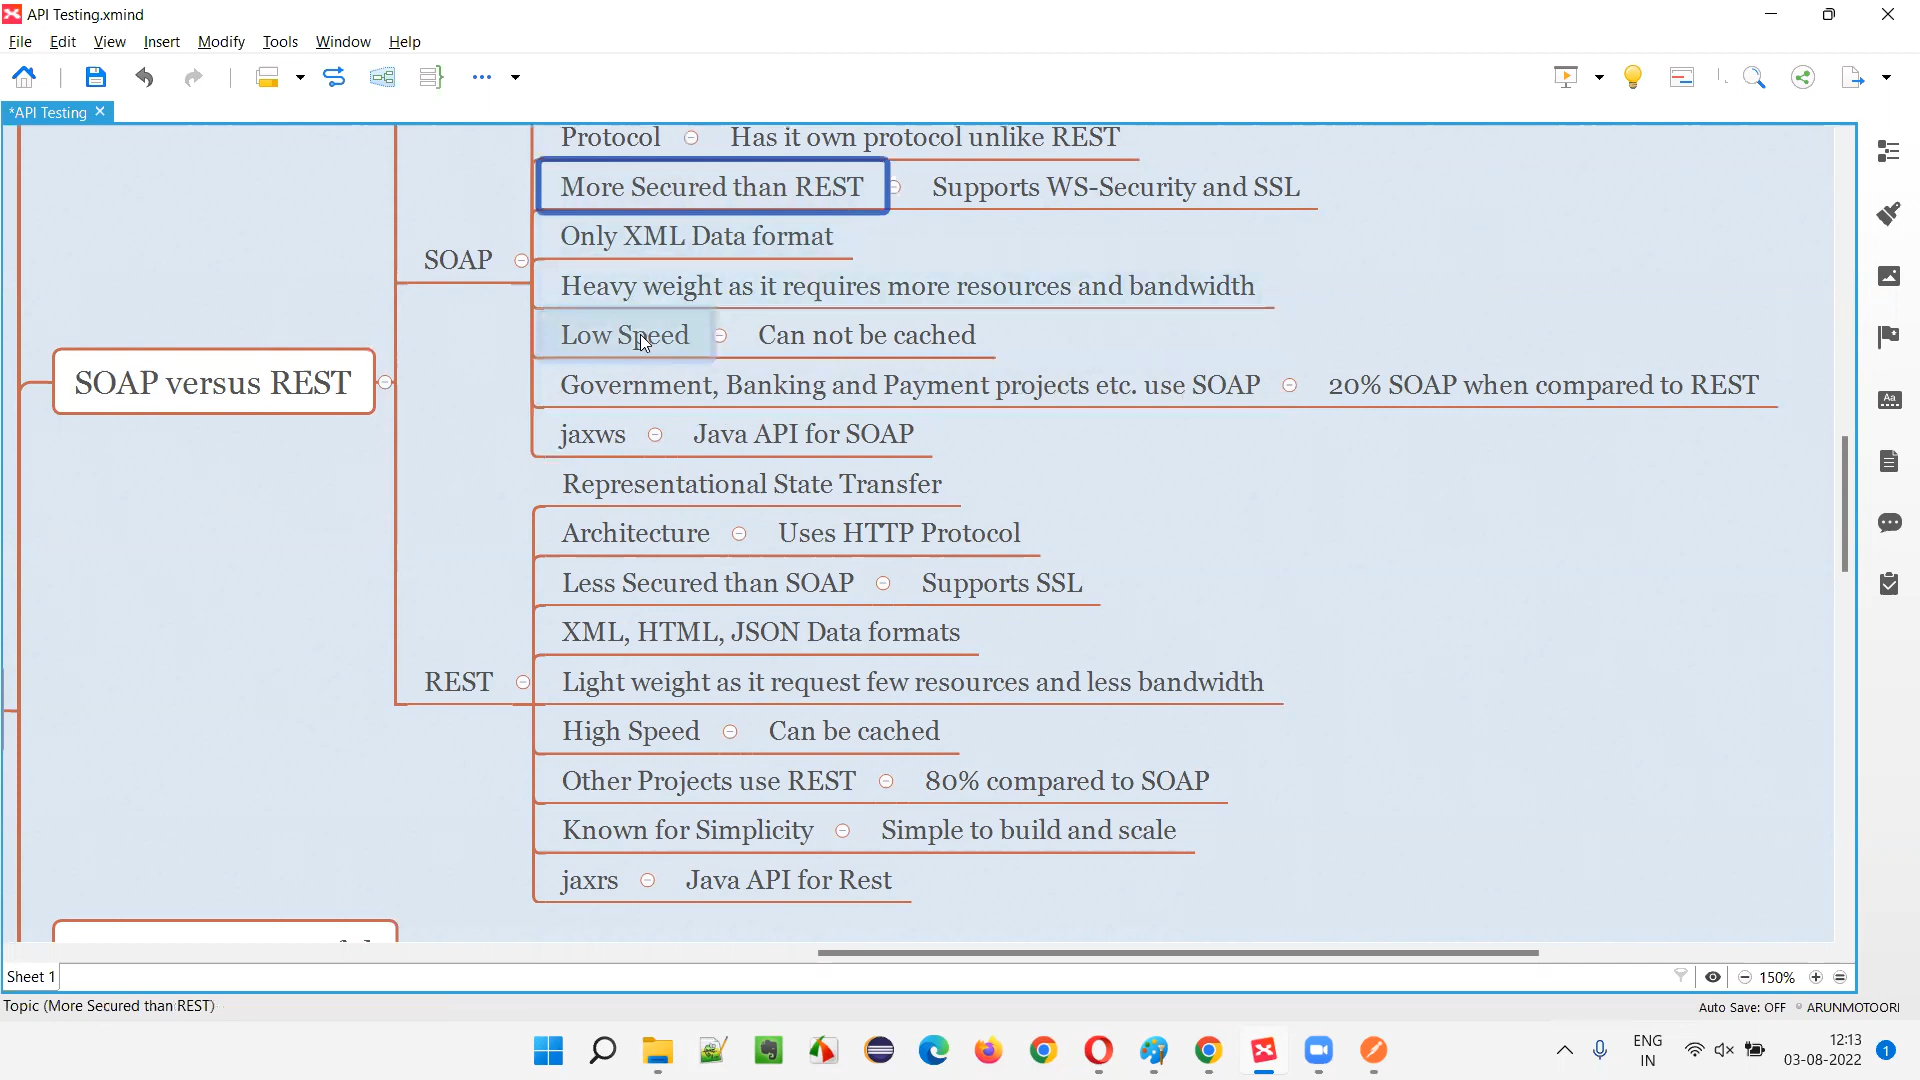 API Testing.xmind
File Edit View Insert Modify Tools Window Help
*API Testing
Protocol Has it own protocol unlike REST
More Secured than REST Supports WS-Security and SSL
Only XML Data format
SOAP
Heavy weight as it requires more resources and bandwidth
Low Speed Can not be cached
SOAP versus REST
Government, Banking and Payment projects etc. use SOAP 20% SOAP when compared to REST
jaxws Java API for SOAP
Representational State Transfer
Architecture Uses HTTP Protocol
Less Secured than SOAP Supports SSL
XML, HTML, JSON Data formats
REST
Light weight as it request few resources and less bandwidth
High Speed Can be cached
Other Projects use REST 80% compared to SOAP
Known for Simplicity Simple to build and scale
jaxrs Java API for Rest
Aa
Sheet 1
150%
Topic (More Secured than REST)
Auto Save: OFF ARUNMOTOORI
ENG
IN
12:13
03-08-2022
1